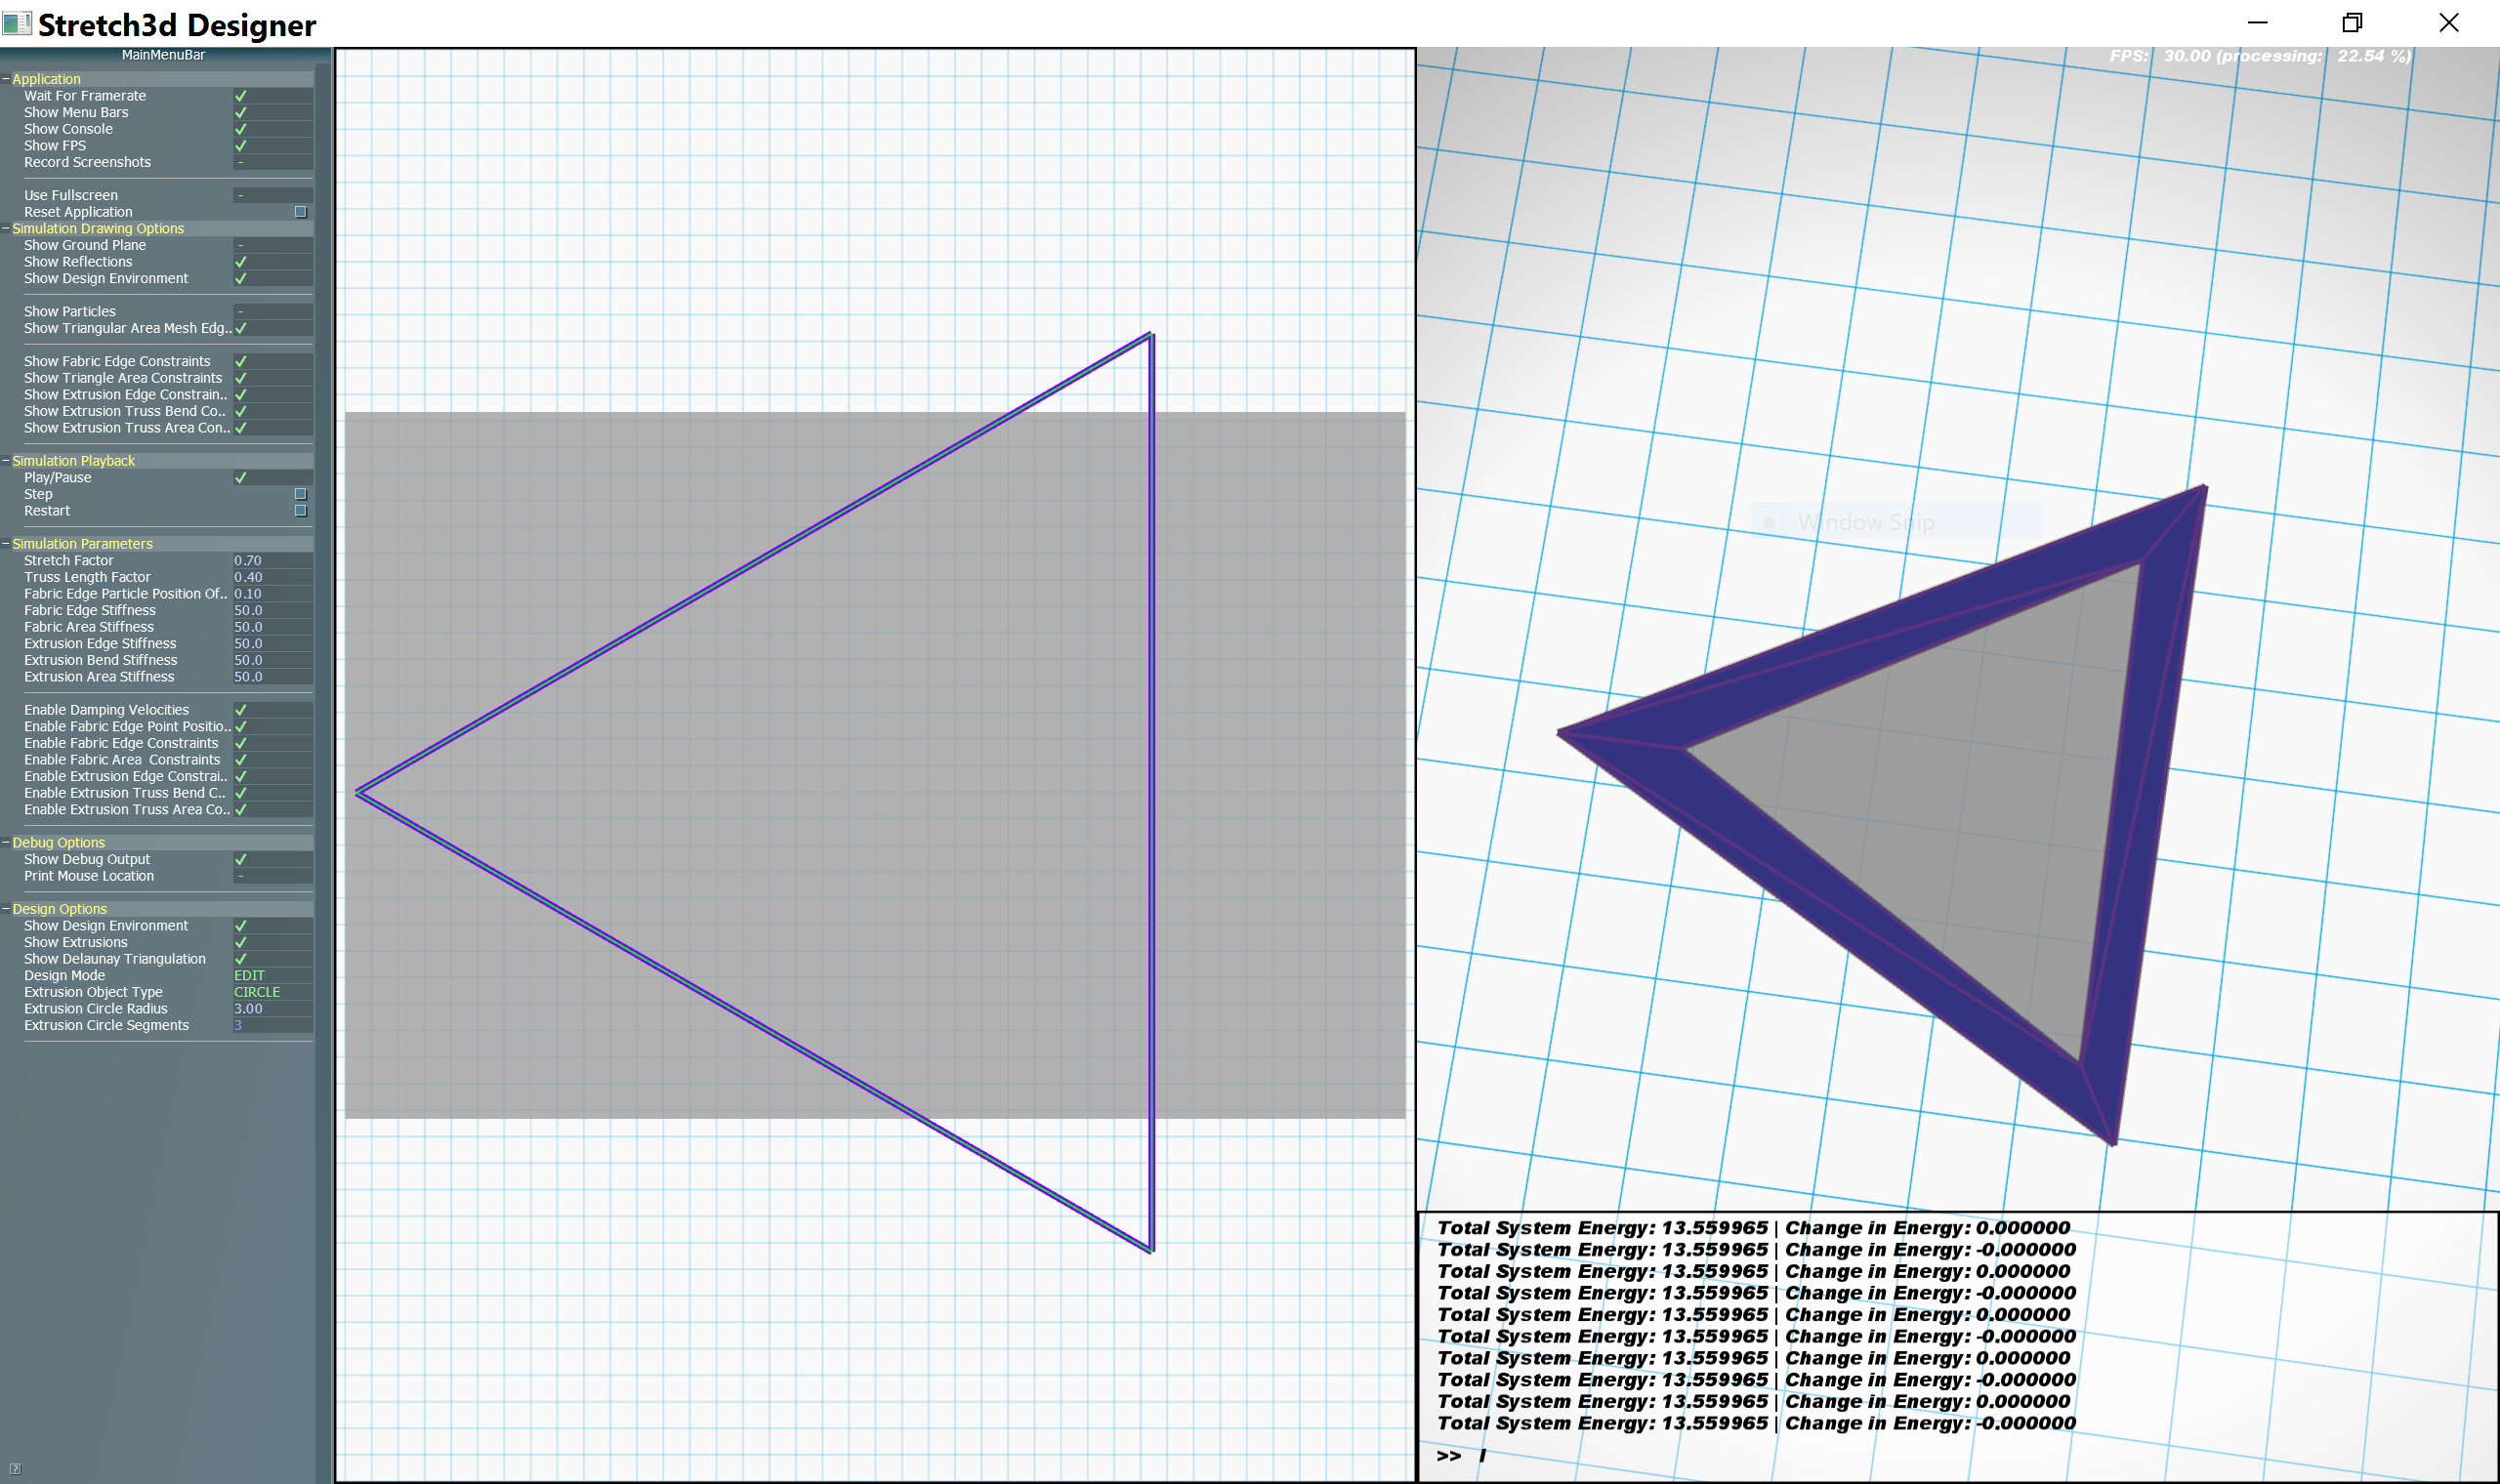 Stretch3d Designer
MainMenuBar
Application
Wait For Framerate
Show Menu Bars
Show Console
Show FPS
Record Screenshots -
Use Fullscreen -
Reset Application
Simulation Drawing Options
Show Ground Plane -
Show Reflections
Show Design Environment
Show Particles -
Show Triangular Area Mesh Edg..
Show Fabric Edge Constraints
Show Triangle Area Constraints
Show Extrusion Edge Constrain..
Show Extrusion Truss Bend Co..
Show Extrusion Truss Area Con..
Simulation Playback
Play/Pause
Step
Restart
Simulation Parameters
Stretch Factor 0.70
Truss Length Factor 0.40
Fabric Edge Particle Position Of.. 0.10
Fabric Edge Stiffness 50.0
Fabric Area Stiffness 50.0
Extrusion Edge Stiffness 50.0
Extrusion Bend Stiffness 50.0
Extrusion Area Stiffness 50.0
Enable Damping Velocities
Enable Fabric Edge Point Positio..
Enable Fabric Edge Constraints
Enable Fabric Area Constraints
Enable Extrusion Edge Constrai..
Enable Extrusion Truss Bend C..
Enable Extrusion Truss Area Co..
Debug Options
Show Debug Output
Print Mouse Location -
Design Options
Show Design Environment
Show Extrusions
Show Delaunay Triangulation
Design Mode EDIT
Extrusion Object Type CIRCLE
Extrusion Circle Radius 3.00
Extrusion Circle Segments 3
?
FPS: 30.00 (processing: 22.54 %)
Window Snip
Total System Energy: 13.559965 | Change in Energy: 0.000000
Total System Energy: 13.559965 | Change in Energy: -0.000000
Total System Energy: 13.559965 | Change in Energy: 0.000000
Total System Energy: 13.559965 | Change in Energy: -0.000000
Total System Energy: 13.559965 | Change in Energy: 0.000000
Total System Energy: 13.559965 | Change in Energy: -0.000000
Total System Energy: 13.559965 | Change in Energy: 0.000000
Total System Energy: 13.559965 | Change in Energy: -0.000000
Total System Energy: 13.559965 | Change in Energy: 0.000000
Total System Energy: 13.559965 | Change in Energy: -0.000000
>> |